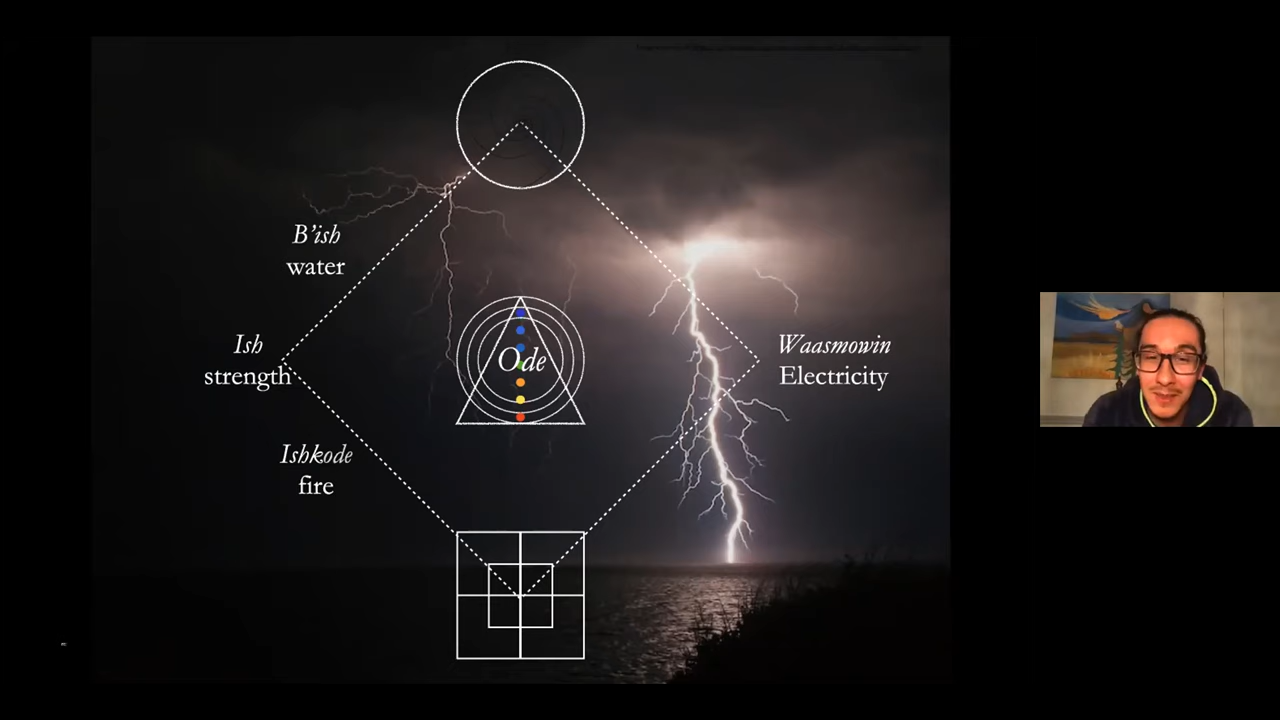 B'ish
water
Ish
strength
Ode
Waasmowin
Electricity
Ishkode
fire